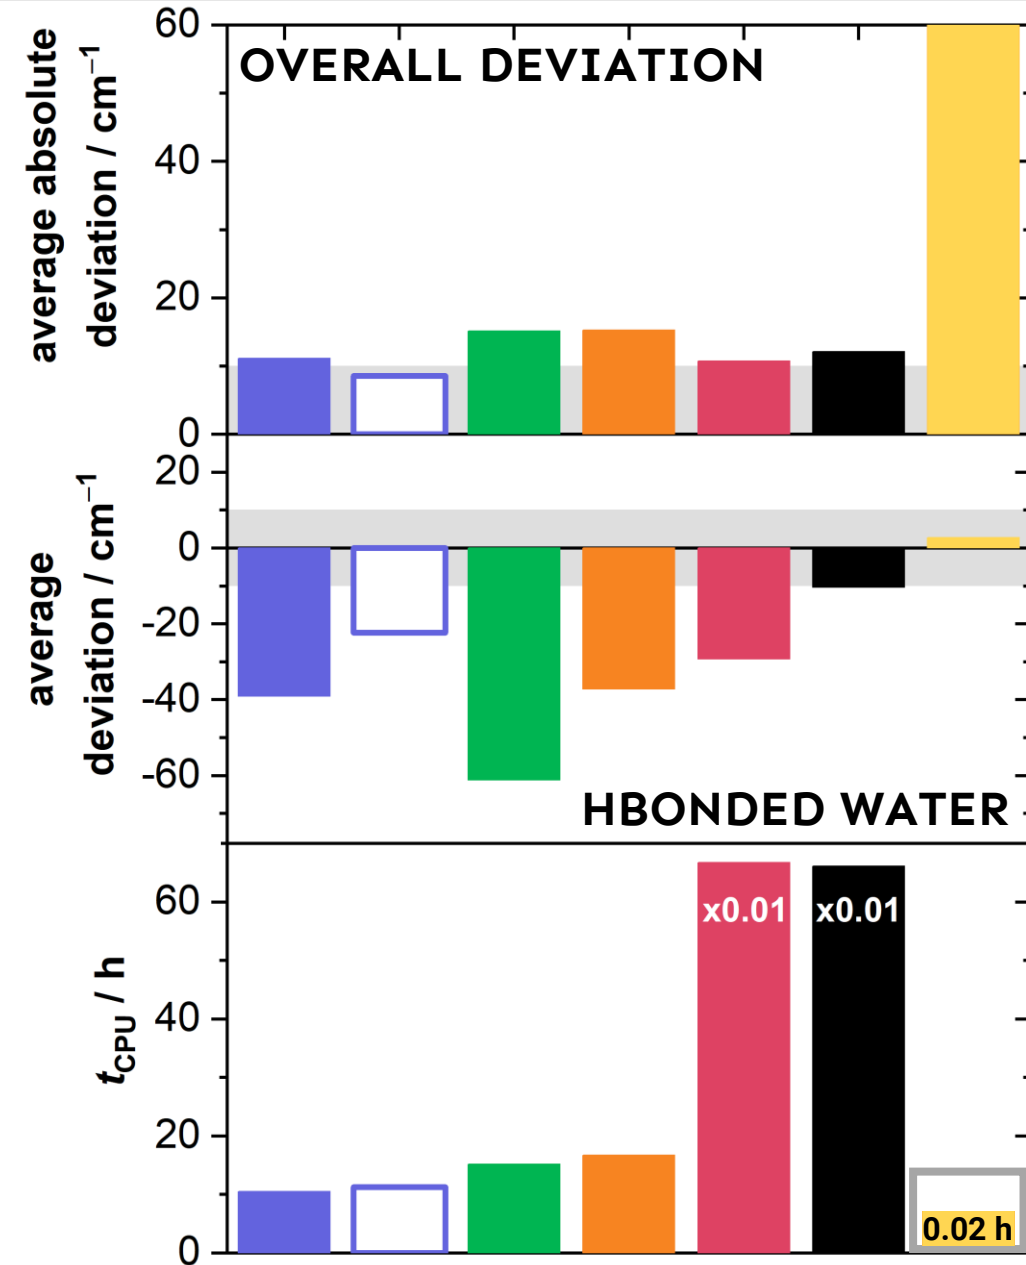 OVERALL DEVIATION
average absolute
deviation / cm⁻¹
60
40
20
0
average
deviation / cm⁻¹
20
0
-20
-40
-60
HBONDED WATER
tCPU / h
60
40
20
0
x0.01
x0.01
0.02 h